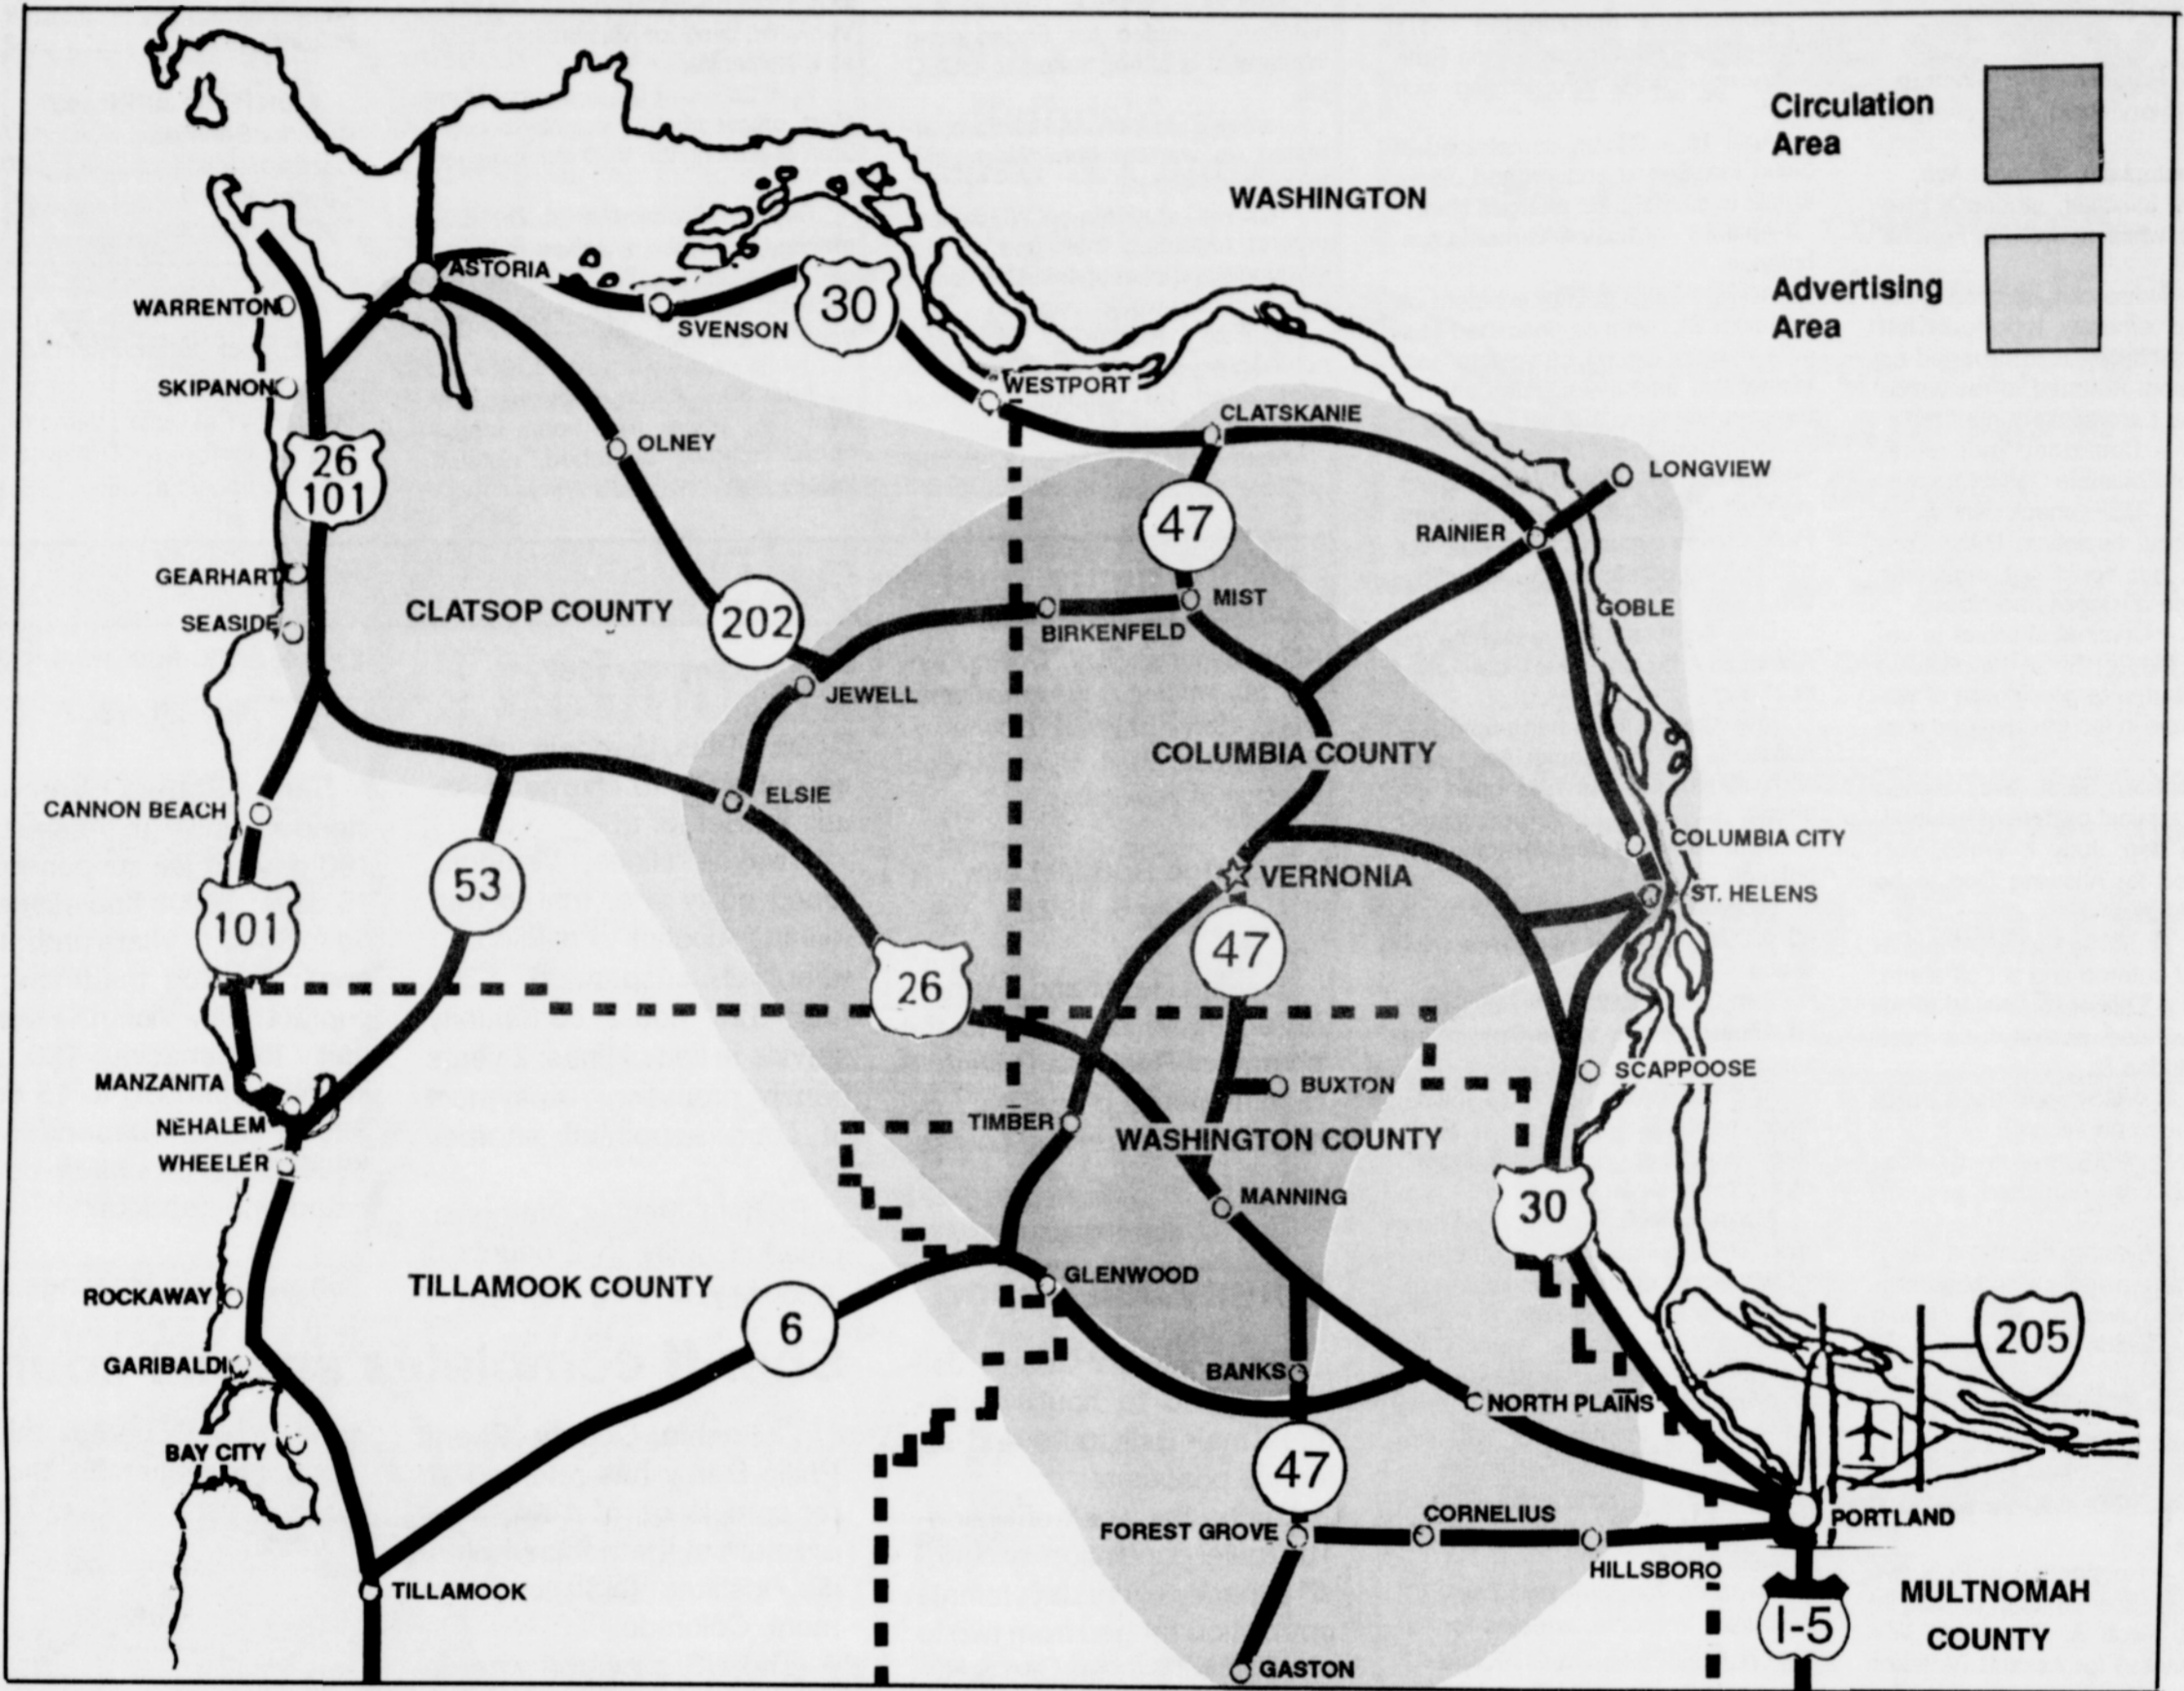 Circulation
Area
Advertising
Area
WASHINGTON
ASTORIA
WARRENTON
SVENSON
30
WESTPORT
SKIPANON
CLATSKANIE
OLNEY
LONGVIEW
26
101
47
RAINIER
GEARHART
SEASIDE
CLATSOP COUNTY
202
BIRKENFELD
MIST
GOBLE
JEWELL
COLUMBIA COUNTY
CANNON BEACH
ELSIE
COLUMBIA CITY
53
VERNONIA
ST. HELENS
101
26
47
MANZANITA
BUXTON
SCAPPOOSE
NEHALEM
TIMBER
WASHINGTON COUNTY
WHEELER
MANNING
30
ROCKAWAY
TILLAMOOK COUNTY
GLENWOOD
6
205
GARIBALDI
BANKS
NORTH PLAINS
BAY CITY
47
FOREST GROVE
CORNELIUS
PORTLAND
HILLSBORO
TILLAMOOK
MULTNOMAH
COUNTY
I-5
GASTON